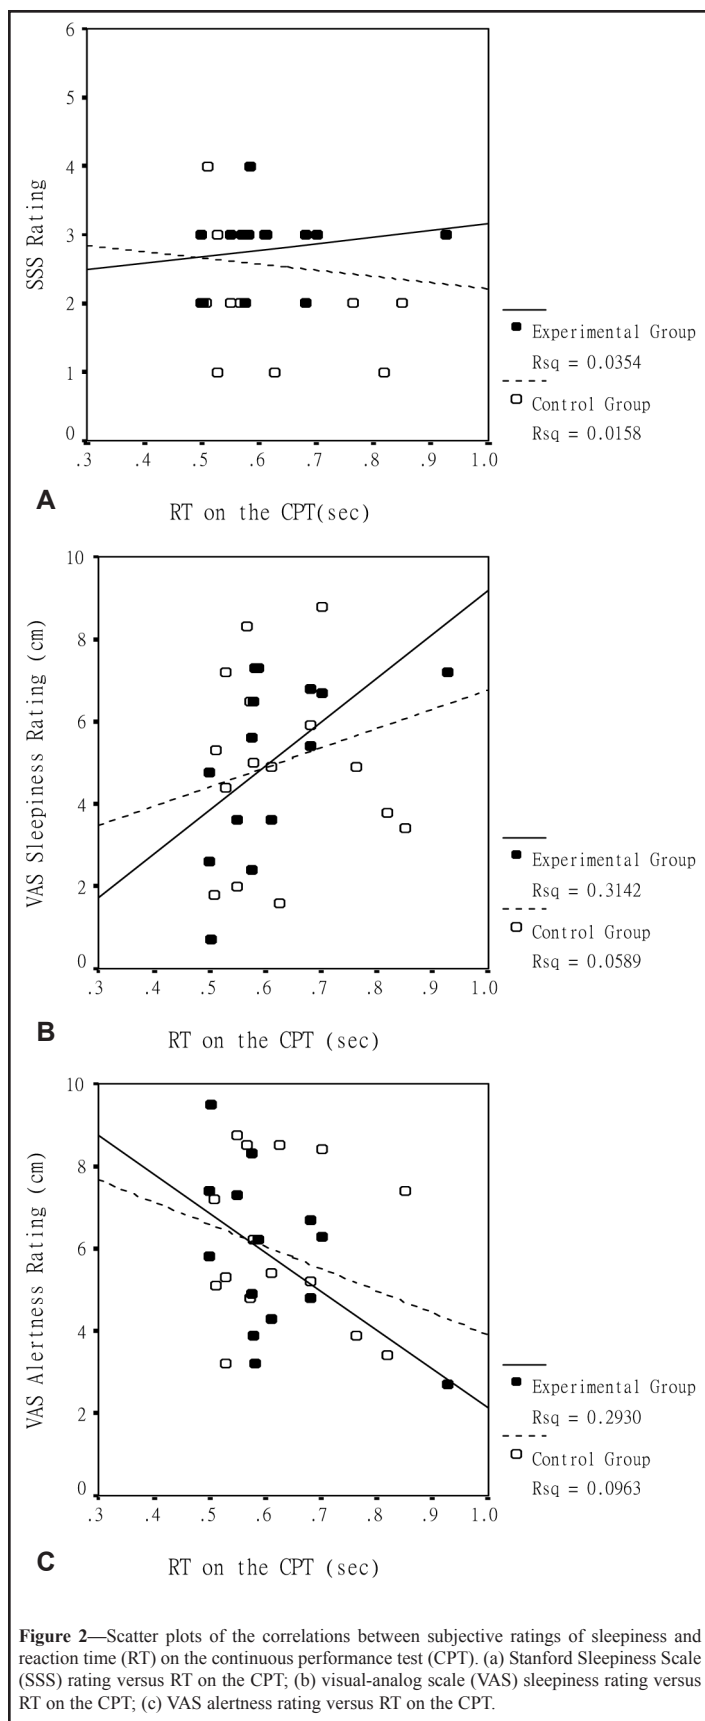 6
5
4
3
2
1
0
SSS Rating
.3 .4 .5 .6 .7 .8 .9 1.0
RT on the CPT(sec)
A
Experimental Group
Rsq = 0.0354
Control Group
Rsq = 0.0158
10
8
6
4
2
0
VAS Sleepiness Rating (cm)
.3 .4 .5 .6 .7 .8 .9 1.0
RT on the CPT (sec)
B
Experimental Group
Rsq = 0.3142
Control Group
Rsq = 0.0589
10
8
6
4
2
0
VAS Alertness Rating (cm)
.3 .4 .5 .6 .7 .8 .9 1.0
RT on the CPT (sec)
C
Experimental Group
Rsq = 0.2930
Control Group
Rsq = 0.0963
Figure 2—Scatter plots of the correlations between subjective ratings of sleepiness and
reaction time (RT) on the continuous performance test (CPT). (a) Stanford Sleepiness Scale
(SSS) rating versus RT on the CPT; (b) visual-analog scale (VAS) sleepiness rating versus
RT on the CPT; (c) VAS alertness rating versus RT on the CPT.